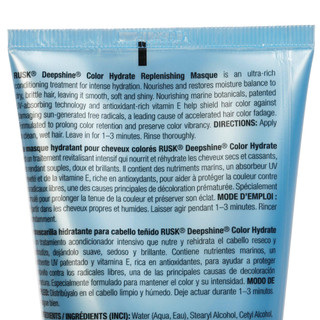 RUSK® Deepshine® Color Hydrate Replenishing Masque is an ultra-rich
conditioning treatment for intense hydration. Nourishes and restores moisture balance to
dry, brittle hair, leaving it smooth, soft and shiny. Nourishing marine botanicals, patented
UV-absorbing technology and antioxidant-rich vitamin E help shield hair color against
damaging sun-generated free radicals, a leading cause of accelerated hair color fadage.
Formulated to prolong color retention and preserve color vibrancy. DIRECTIONS: Apply
clean, wet hair. Leave in for 1–3 minutes. Rinse thoroughly.
masque hydratant pour cheveux colorés RUSK® Deepshine® Color Hydrate
traitement revitalisant intensif qui nourrit et réhydrate les cheveux secs et cassants,
rendant souples, doux et brillants. Il contient des nutriments marins, un absorbeur UV
et de la vitamine E, riche en antioxydants, pour aider à protéger la couleur contre
radicaux libres, une des causes principales de décoloration prématurée. Spécialement
pour prolonger la tenue de la couleur et préserver son éclat. MODE D'EMPLOI :
dans les cheveux propres et humides. Laisser agir pendant 1–3 minutes. Rincer
mascarilla hidratante para cabello teñido RUSK® Deepshine® Color Hydrate
tratamiento acondicionador intensivo que nutre y rehidrata el cabello reseco y
dejándolo suave, sedoso y brillante. Contiene nutrientes marinos, un
UV patentado y vitamina E, rica en antioxidantes, para ayudar a proteger
contra los radicales libres, una de las causas principales de la decoloración
Especialmente formulado para mantener el color y su intensidad. MODO DE
Distribúyalo en el cabello limpio y húmedo. Deje actuar durante 1–3 minutos.
INGREDIENTS / INGRÉDIENTS (INCI): Water (Aqua, Eau), Stearyl Alcohol, Cetyl Alcohol,